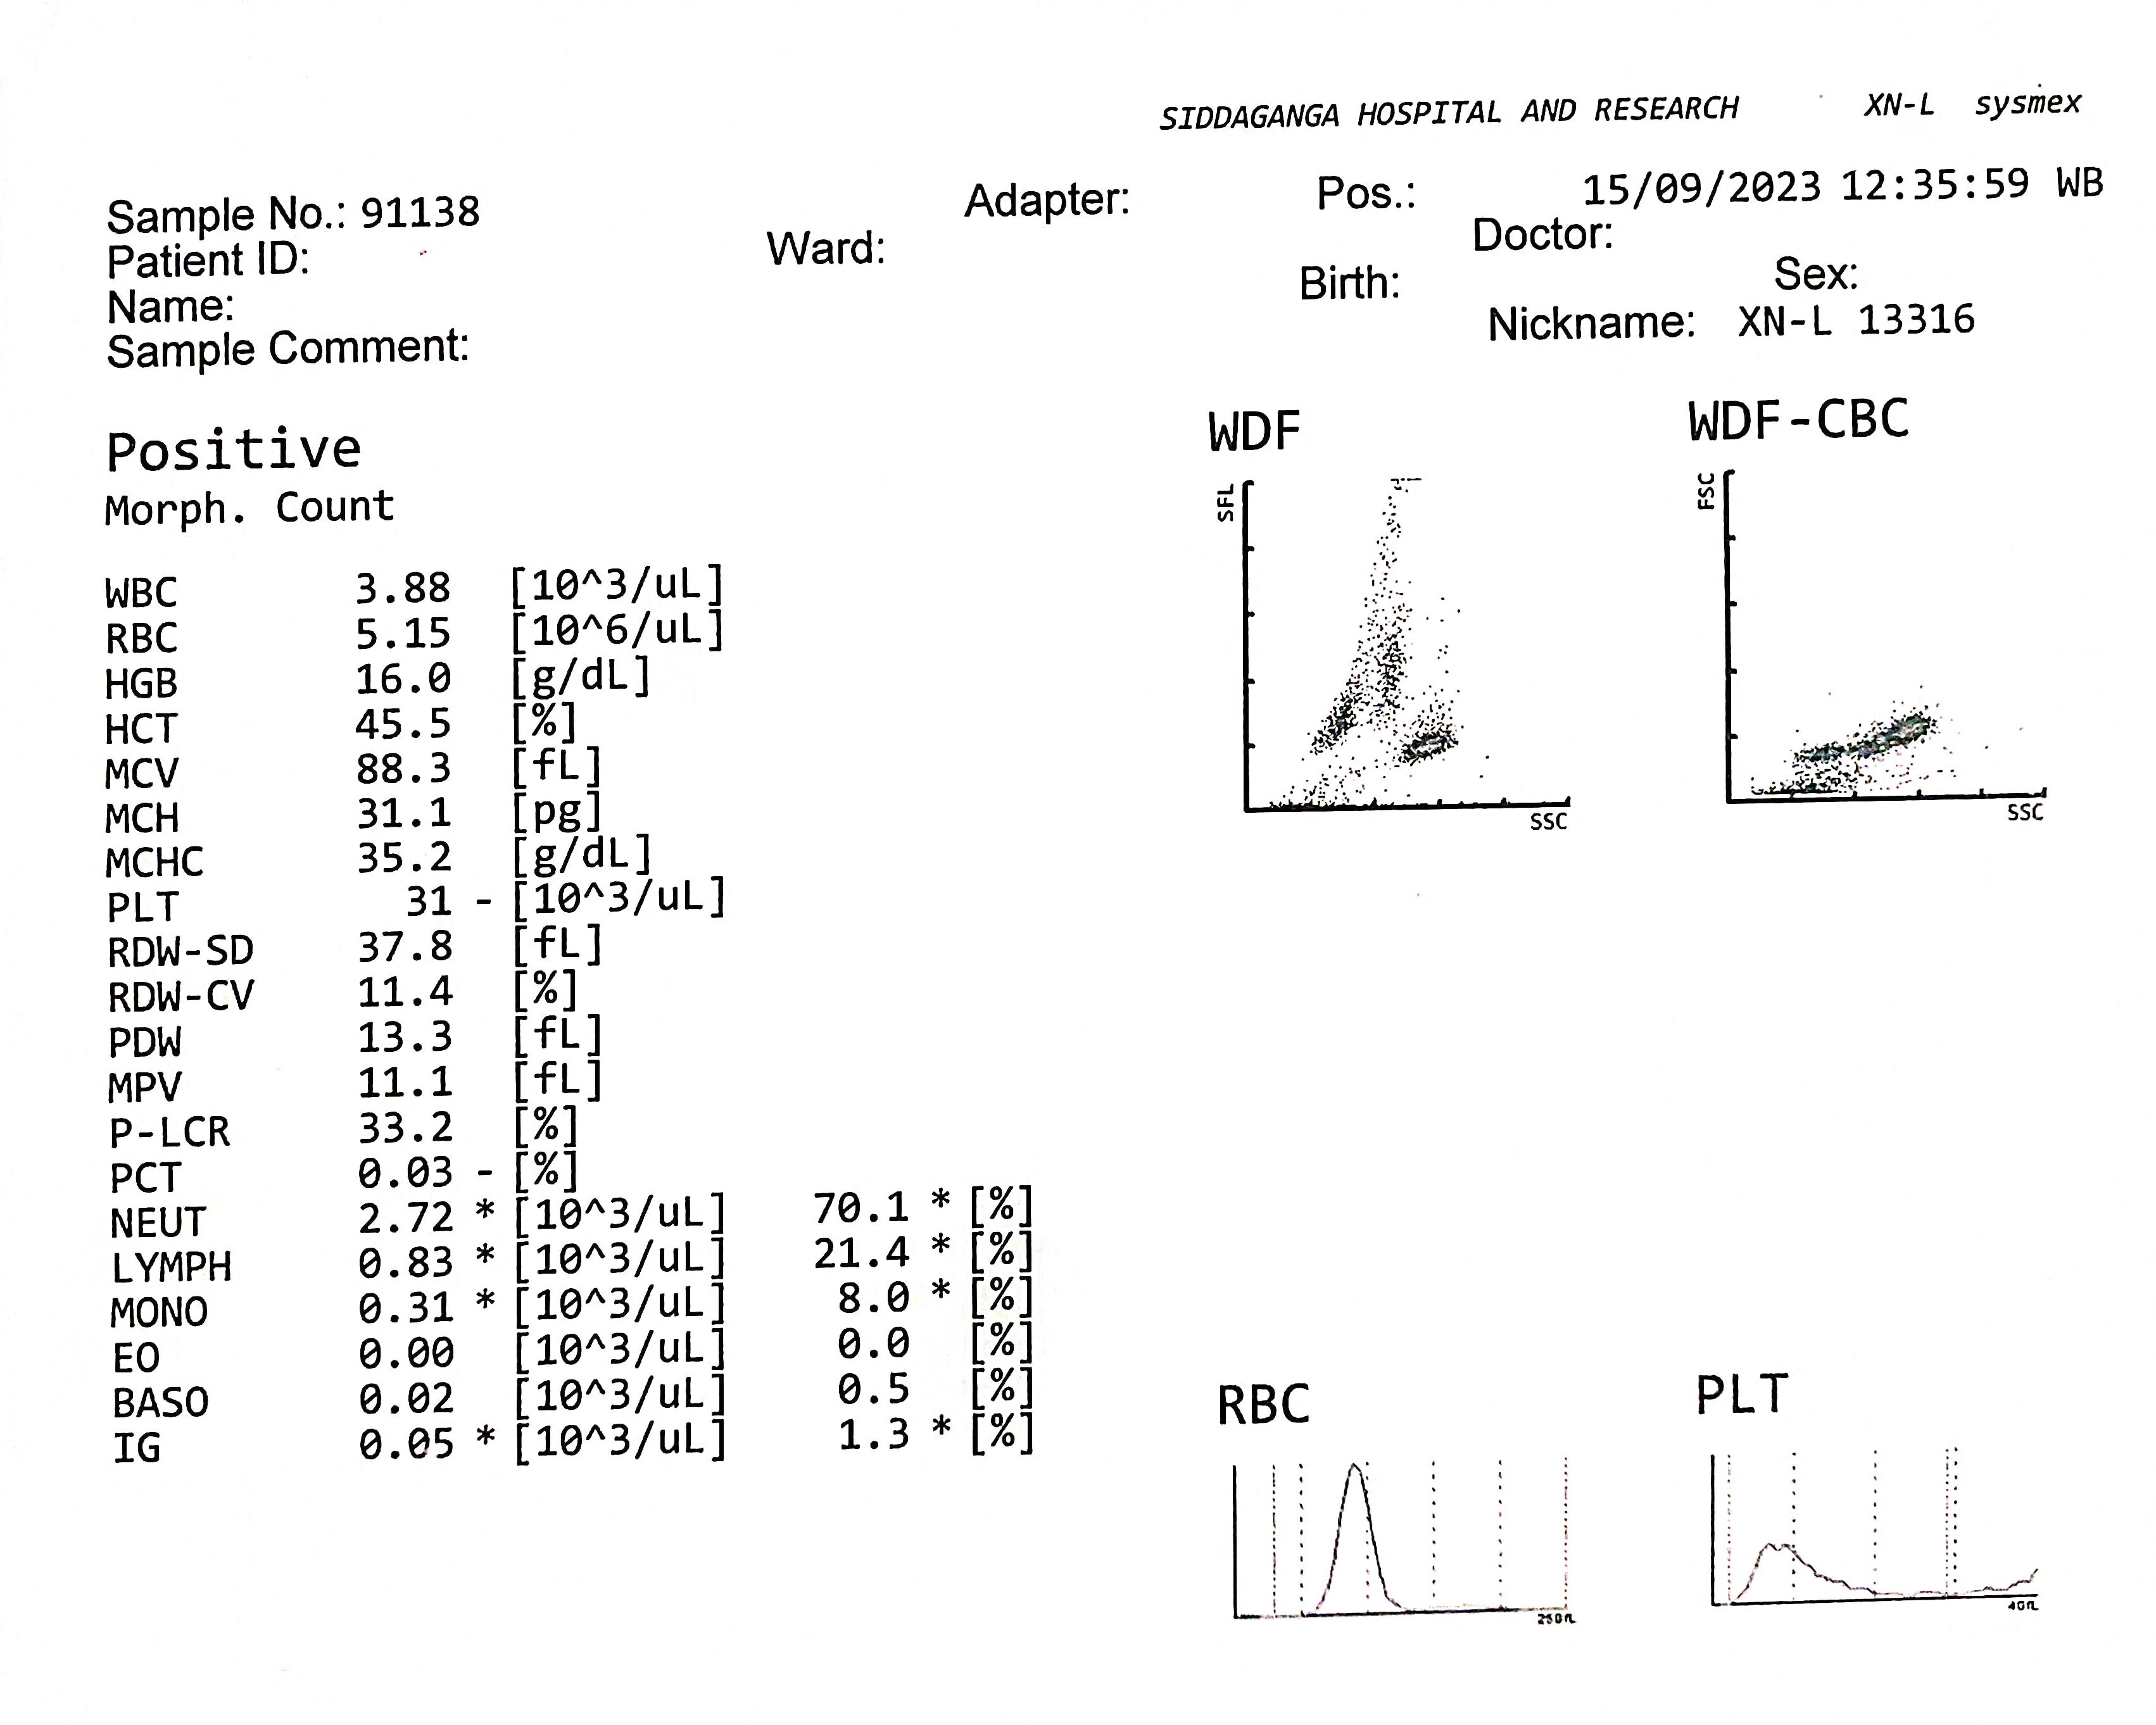 SIDDAGANGA HOSPITAL AND RESEARCH XN-L sysmex
Adapter: Pos.: 15/09/2023 12:35:59 WB
Sample No.: 91138
Ward: Doctor:
Patient ID:
Birth: Sex:
Name:
Nickname: XN-L 13316
Sample Comment:
Positive
Morph. Count
WDF WDF-CBC
SFL FSC
SSC SSC
WBC 3.88 [10^3/uL]
RBC 5.15 [10^6/uL]
HGB 16.0 [g/dL]
HCT 45.5 [%]
MCV 88.3 [fL]
MCH 31.1 [pg]
MCHC 35.2 [g/dL]
PLT 31 - [10^3/uL]
RDW-SD 37.8 [fL]
RDW-CV 11.4 [%]
PDW 13.3 [fL]
MPV 11.1 [fL]
P-LCR 33.2 [%]
PCT 0.03 - [%]
NEUT 2.72 * [10^3/uL] 70.1 * [%]
LYMPH 0.83 * [10^3/uL] 21.4 * [%]
MONO 0.31 * [10^3/uL] 8.0 * [%]
EO 0.00 [10^3/uL] 0.0 [%]
BASO 0.02 [10^3/uL] 0.5 [%]
IG 0.05 * [10^3/uL] 1.3 * [%]
RBC PLT
250fL 40fL